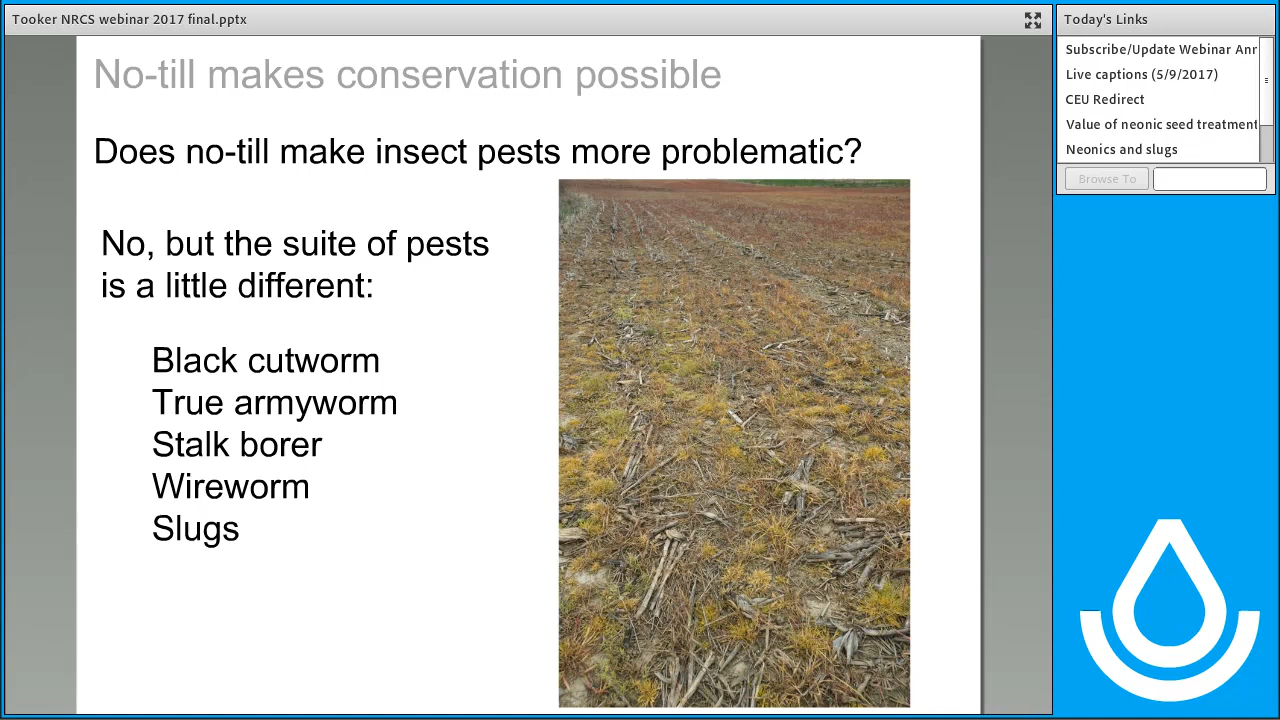 Tooker NRCS webinar 2017 final.pptx
No-till makes conservation possible
Does no-till make insect pests more problematic?
No, but the suite of pests
is a little different:
Black cutworm
True armyworm
Stalk borer
Wireworm
Slugs
Today's Links
Subscribe/Update Webinar Anr
Live captions (5/9/2017)
CEU Redirect
Value of neonic seed treatment
Neonics and slugs
Browse To